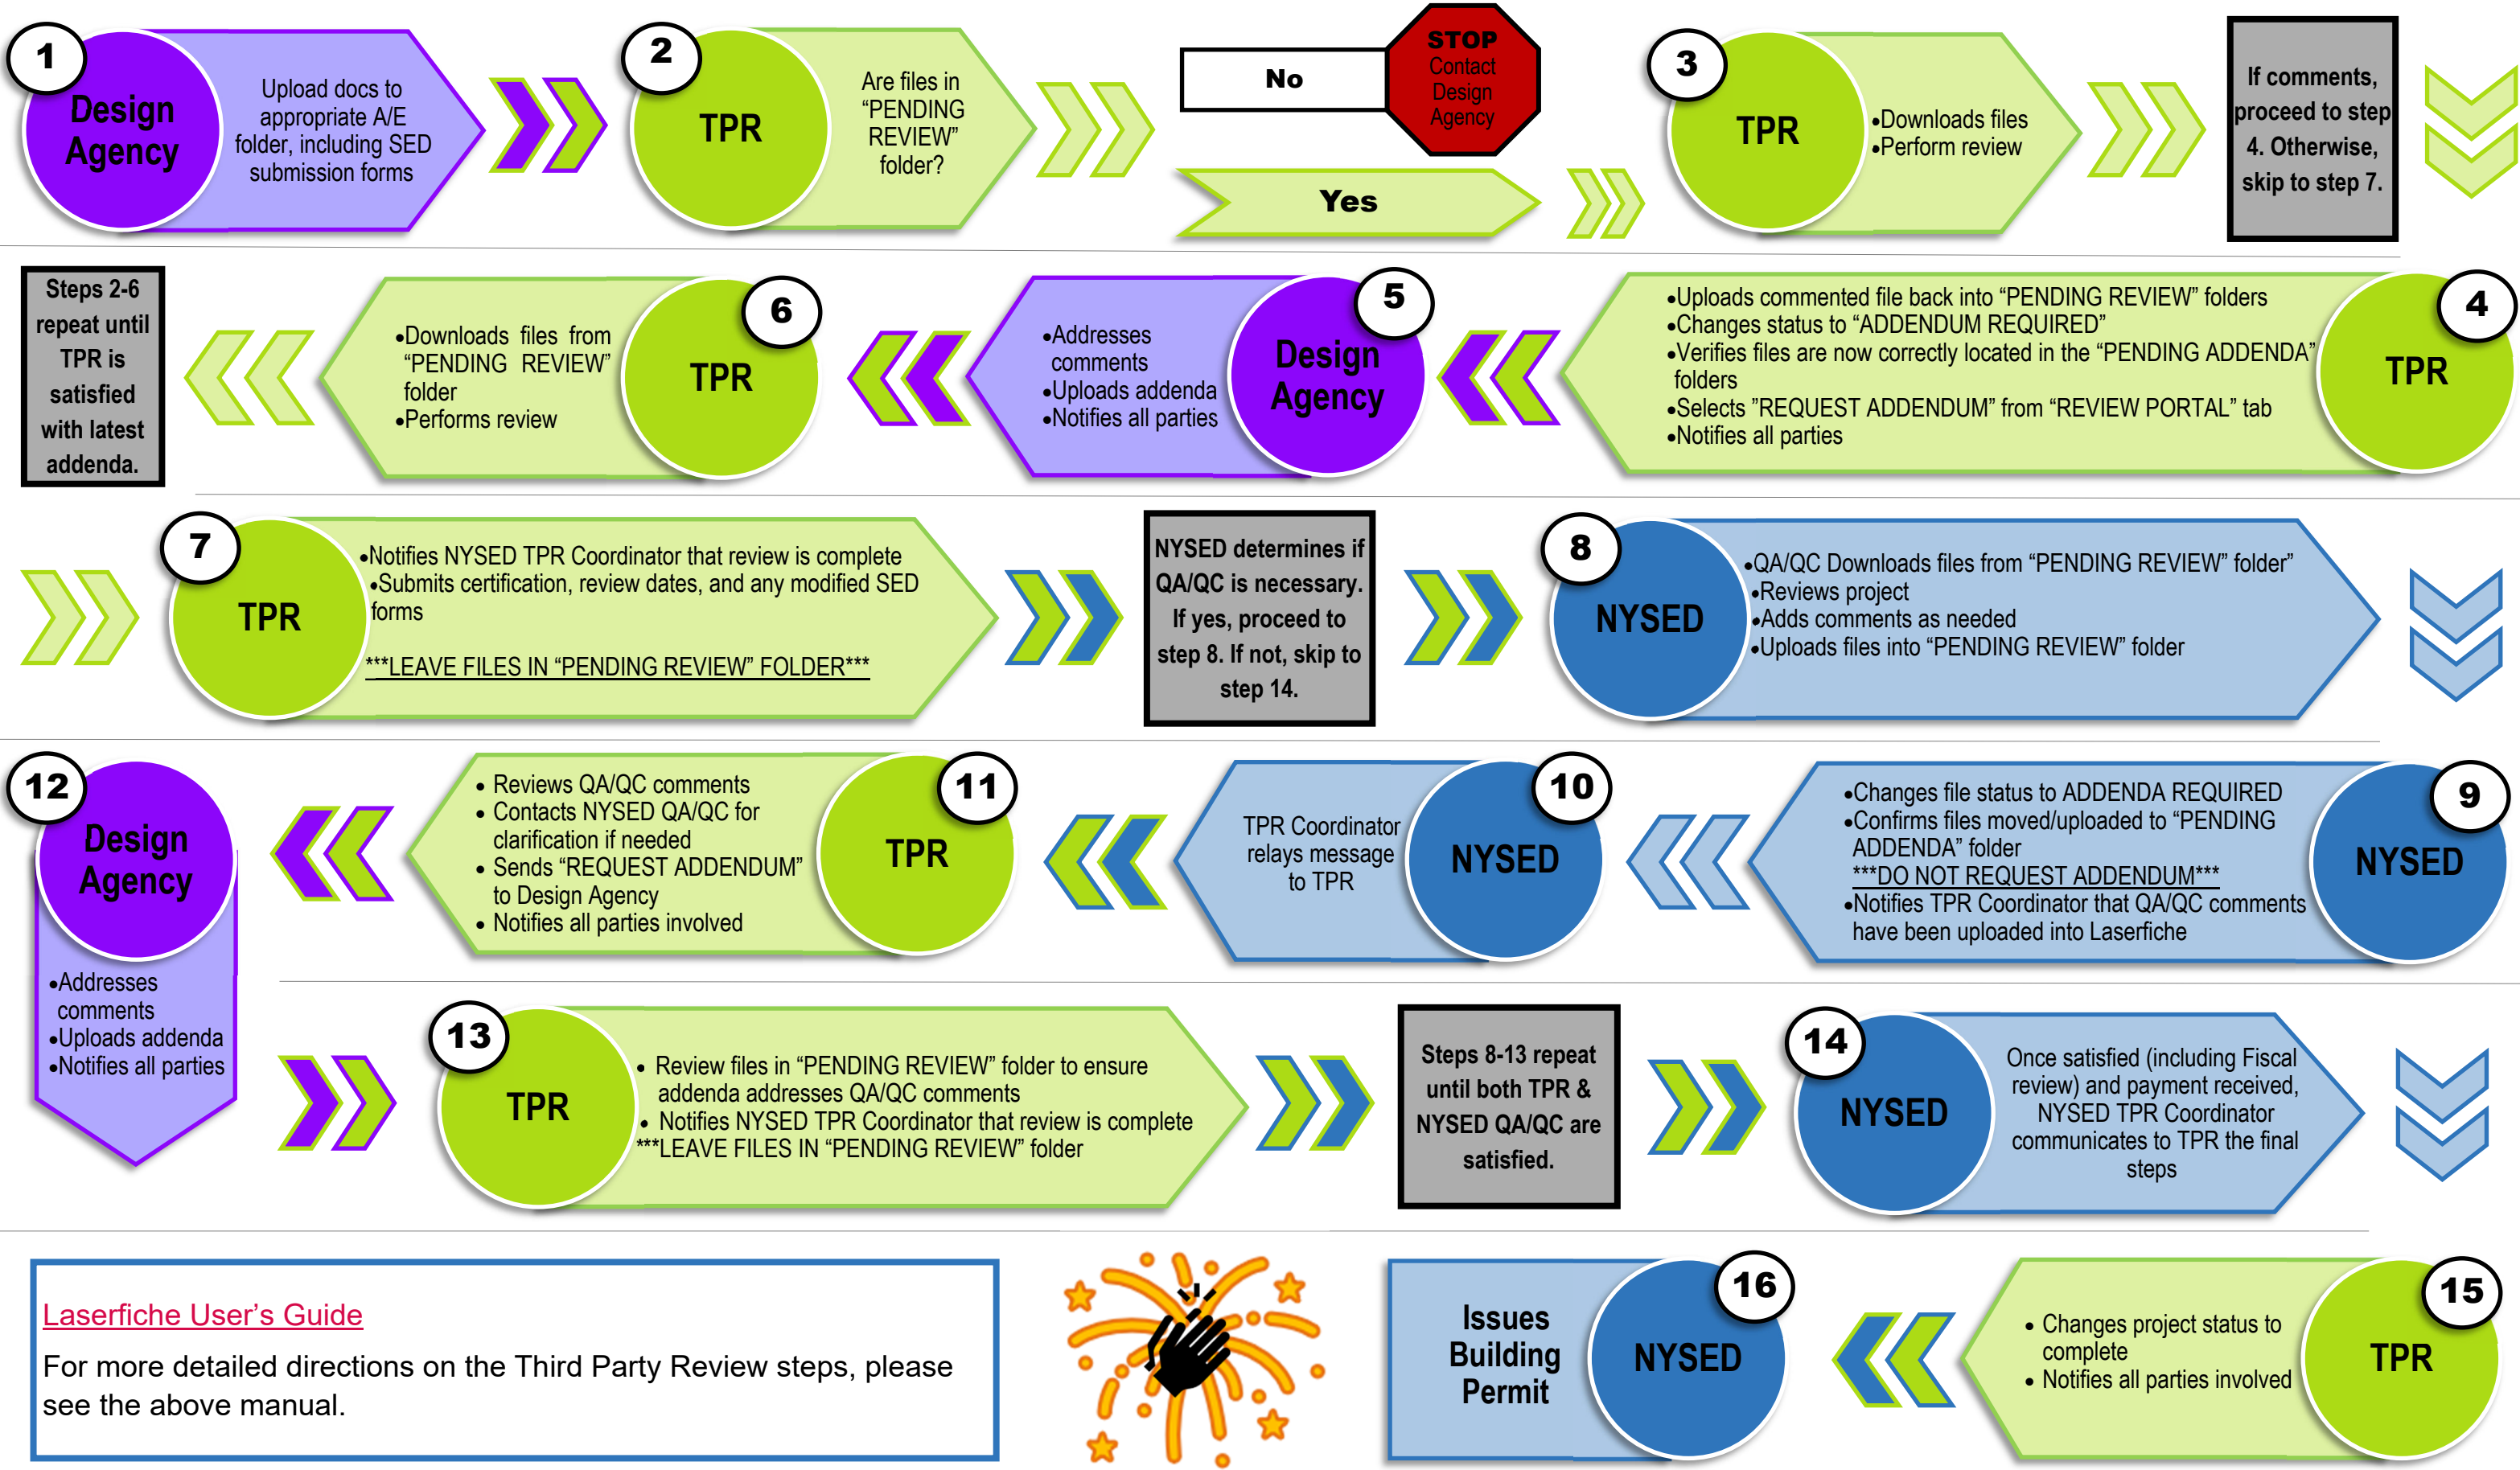 1
Design
Agency
Upload docs to
appropriate A/E
folder, including SED
submission forms
2
TPR
Are files in
“PENDING
REVIEW”
folder?
No
STOP
Contact
Design
Agency
Yes
3
TPR
•Downloads files
•Perform review
If comments,
proceed to step
4. Otherwise,
skip to step 7.
4
TPR
•Uploads commented file back into “PENDING REVIEW” folders
•Changes status to “ADDENDUM REQUIRED”
•Verifies files are now correctly located in the “PENDING ADDENDA”
folders
•Selects ”REQUEST ADDENDUM” from “REVIEW PORTAL” tab
•Notifies all parties
5
Design
Agency
•Addresses
comments
•Uploads addenda
•Notifies all parties
6
TPR
•Downloads files from
“PENDING REVIEW”
folder
•Performs review
Steps 2-6
repeat until
TPR is
satisfied
with latest
addenda.
7
TPR
•Notifies NYSED TPR Coordinator that review is complete
•Submits certification, review dates, and any modified SED
forms
***LEAVE FILES IN “PENDING REVIEW” FOLDER***
NYSED determines if
QA/QC is necessary.
If yes, proceed to
step 8. If not, skip to
step 14.
8
NYSED
•QA/QC Downloads files from “PENDING REVIEW” folder”
•Reviews project
•Adds comments as needed
•Uploads files into “PENDING REVIEW” folder
9
NYSED
•Changes file status to ADDENDA REQUIRED
•Confirms files moved/uploaded to “PENDING
ADDENDA” folder
***DO NOT REQUEST ADDENDUM***
•Notifies TPR Coordinator that QA/QC comments
have been uploaded into Laserfiche
10
NYSED
TPR Coordinator
relays message
to TPR
11
TPR
• Reviews QA/QC comments
• Contacts NYSED QA/QC for
clarification if needed
• Sends “REQUEST ADDENDUM”
to Design Agency
• Notifies all parties involved
12
Design
Agency
•Addresses
comments
•Uploads addenda
•Notifies all parties
13
TPR
• Review files in “PENDING REVIEW” folder to ensure
addenda addresses QA/QC comments
• Notifies NYSED TPR Coordinator that review is complete
***LEAVE FILES IN “PENDING REVIEW” folder
Steps 8-13 repeat
until both TPR &
NYSED QA/QC are
satisfied.
14
NYSED
Once satisfied (including Fiscal
review) and payment received,
NYSED TPR Coordinator
communicates to TPR the final
steps
15
TPR
• Changes project status to
complete
• Notifies all parties involved
16
NYSED
Issues
Building
Permit
Laserfiche User’s Guide
For more detailed directions on the Third Party Review steps, please
see the above manual.